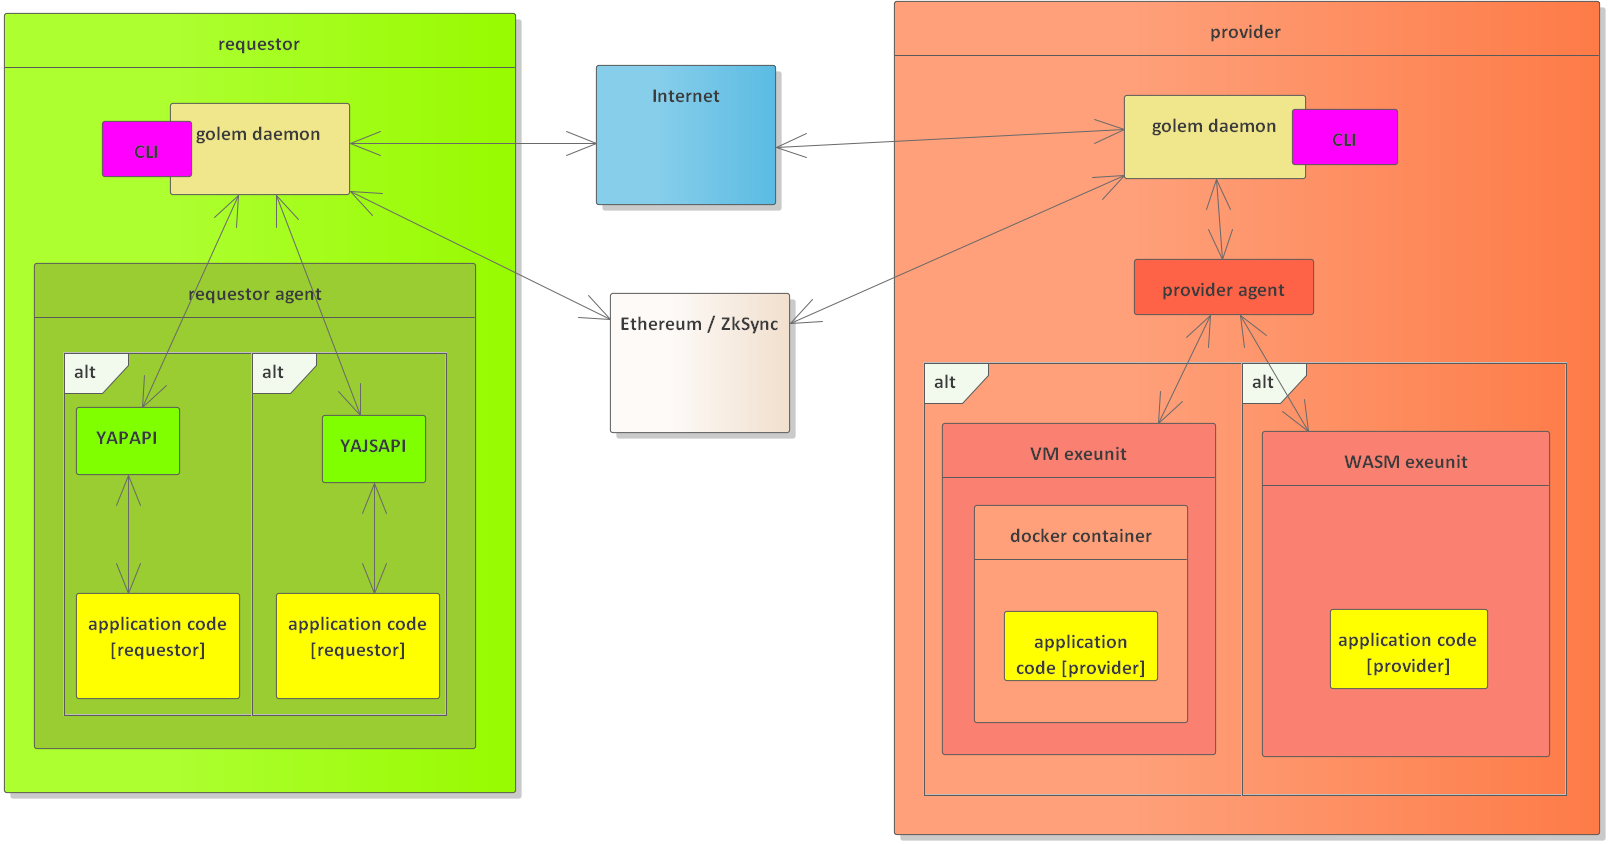 requestor
golem daemon
CLI
requestor agent
alt
alt
YAPAPI
YAJSAPI
application code
[requestor]
application code
[requestor]
Internet
Ethereum / ZkSync
provider
golem daemon
CLI
provider agent
alt
alt
VM exeunit
WASM exeunit
docker container
application
code [provider]
application code
[provider]